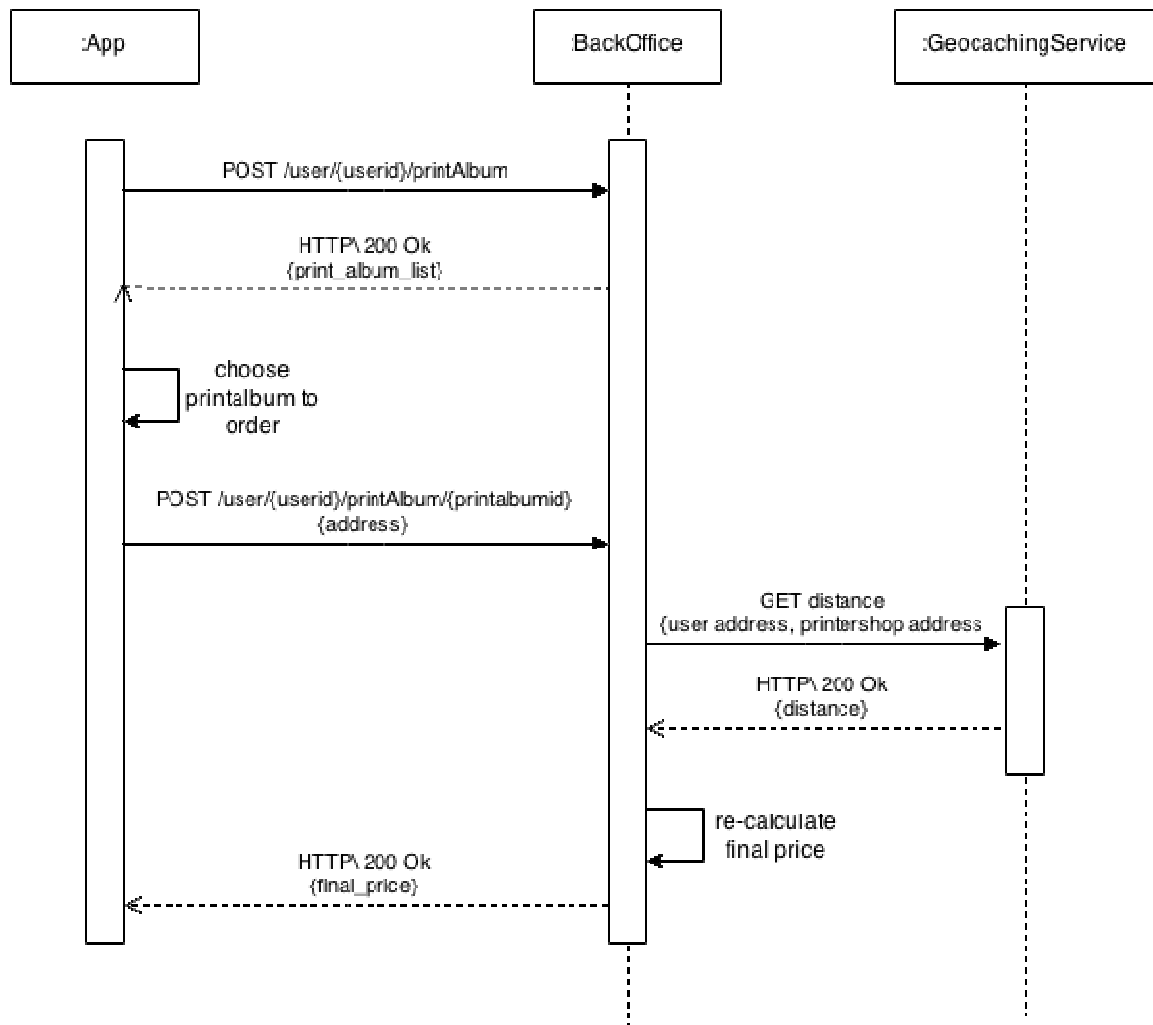 :App
:BackOffice
:GeocachingService
POST /user/{userid}/printAlbum
HTTP\ 200 Ok
{print_album_list}
choose
printalbum to
order
POST /user/{userid}/printAlbum/{printalbumid}
{address}
GET distance
{user address, printershop address
HTTP\ 200 Ok
{distance}
re-calculate
final price
HTTP\ 200 Ok
{final_price}